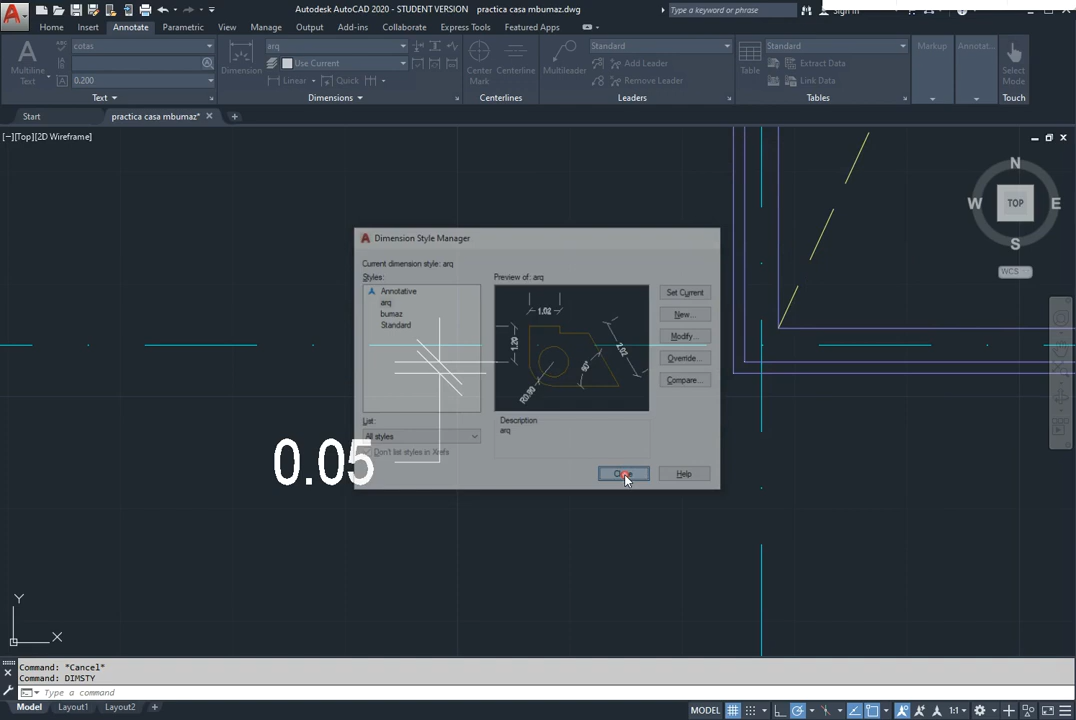 Autodesk AutoCAD 2020 - STUDENT VERSION    practica casa mbumaz.dwg
Type a keyword or phrase
Sign In
Home Insert Annotate Parametric View Manage Output Collaborate Express Tools Featured Apps
A
Multiline
Text
cotas
0.200
Text
Dimension
arq
Use Current
Linear
Quick
Dimensions
Center
Mark
Centerline
Centerlines
Multileader
Standard
Add Leader
Remove Leader
Leaders
Table
Standard
Extract Data
Link Data
Tables
Markup
Annotat...
Select
Mode
Touch
Start
practica casa mbumaz*
[−][Top][2D Wireframe]
N
W
TOP
E
S
WCS
Dimension Style Manager
Current dimension style: arq
Styles:
Annotative
arq
bumaz
Standard
Preview of: arq
1.02
1.20
2.02
60°
R0.80
Set Current
New...
Modify...
Override...
Compare...
List:
All styles
Don't list styles in Xrefs
Description
arq
Close
Help
0.05
Y
X
Command: *Cancel*
Command: DIMSTY
Type a command
Model Layout1 Layout2 +
MODEL
1:1